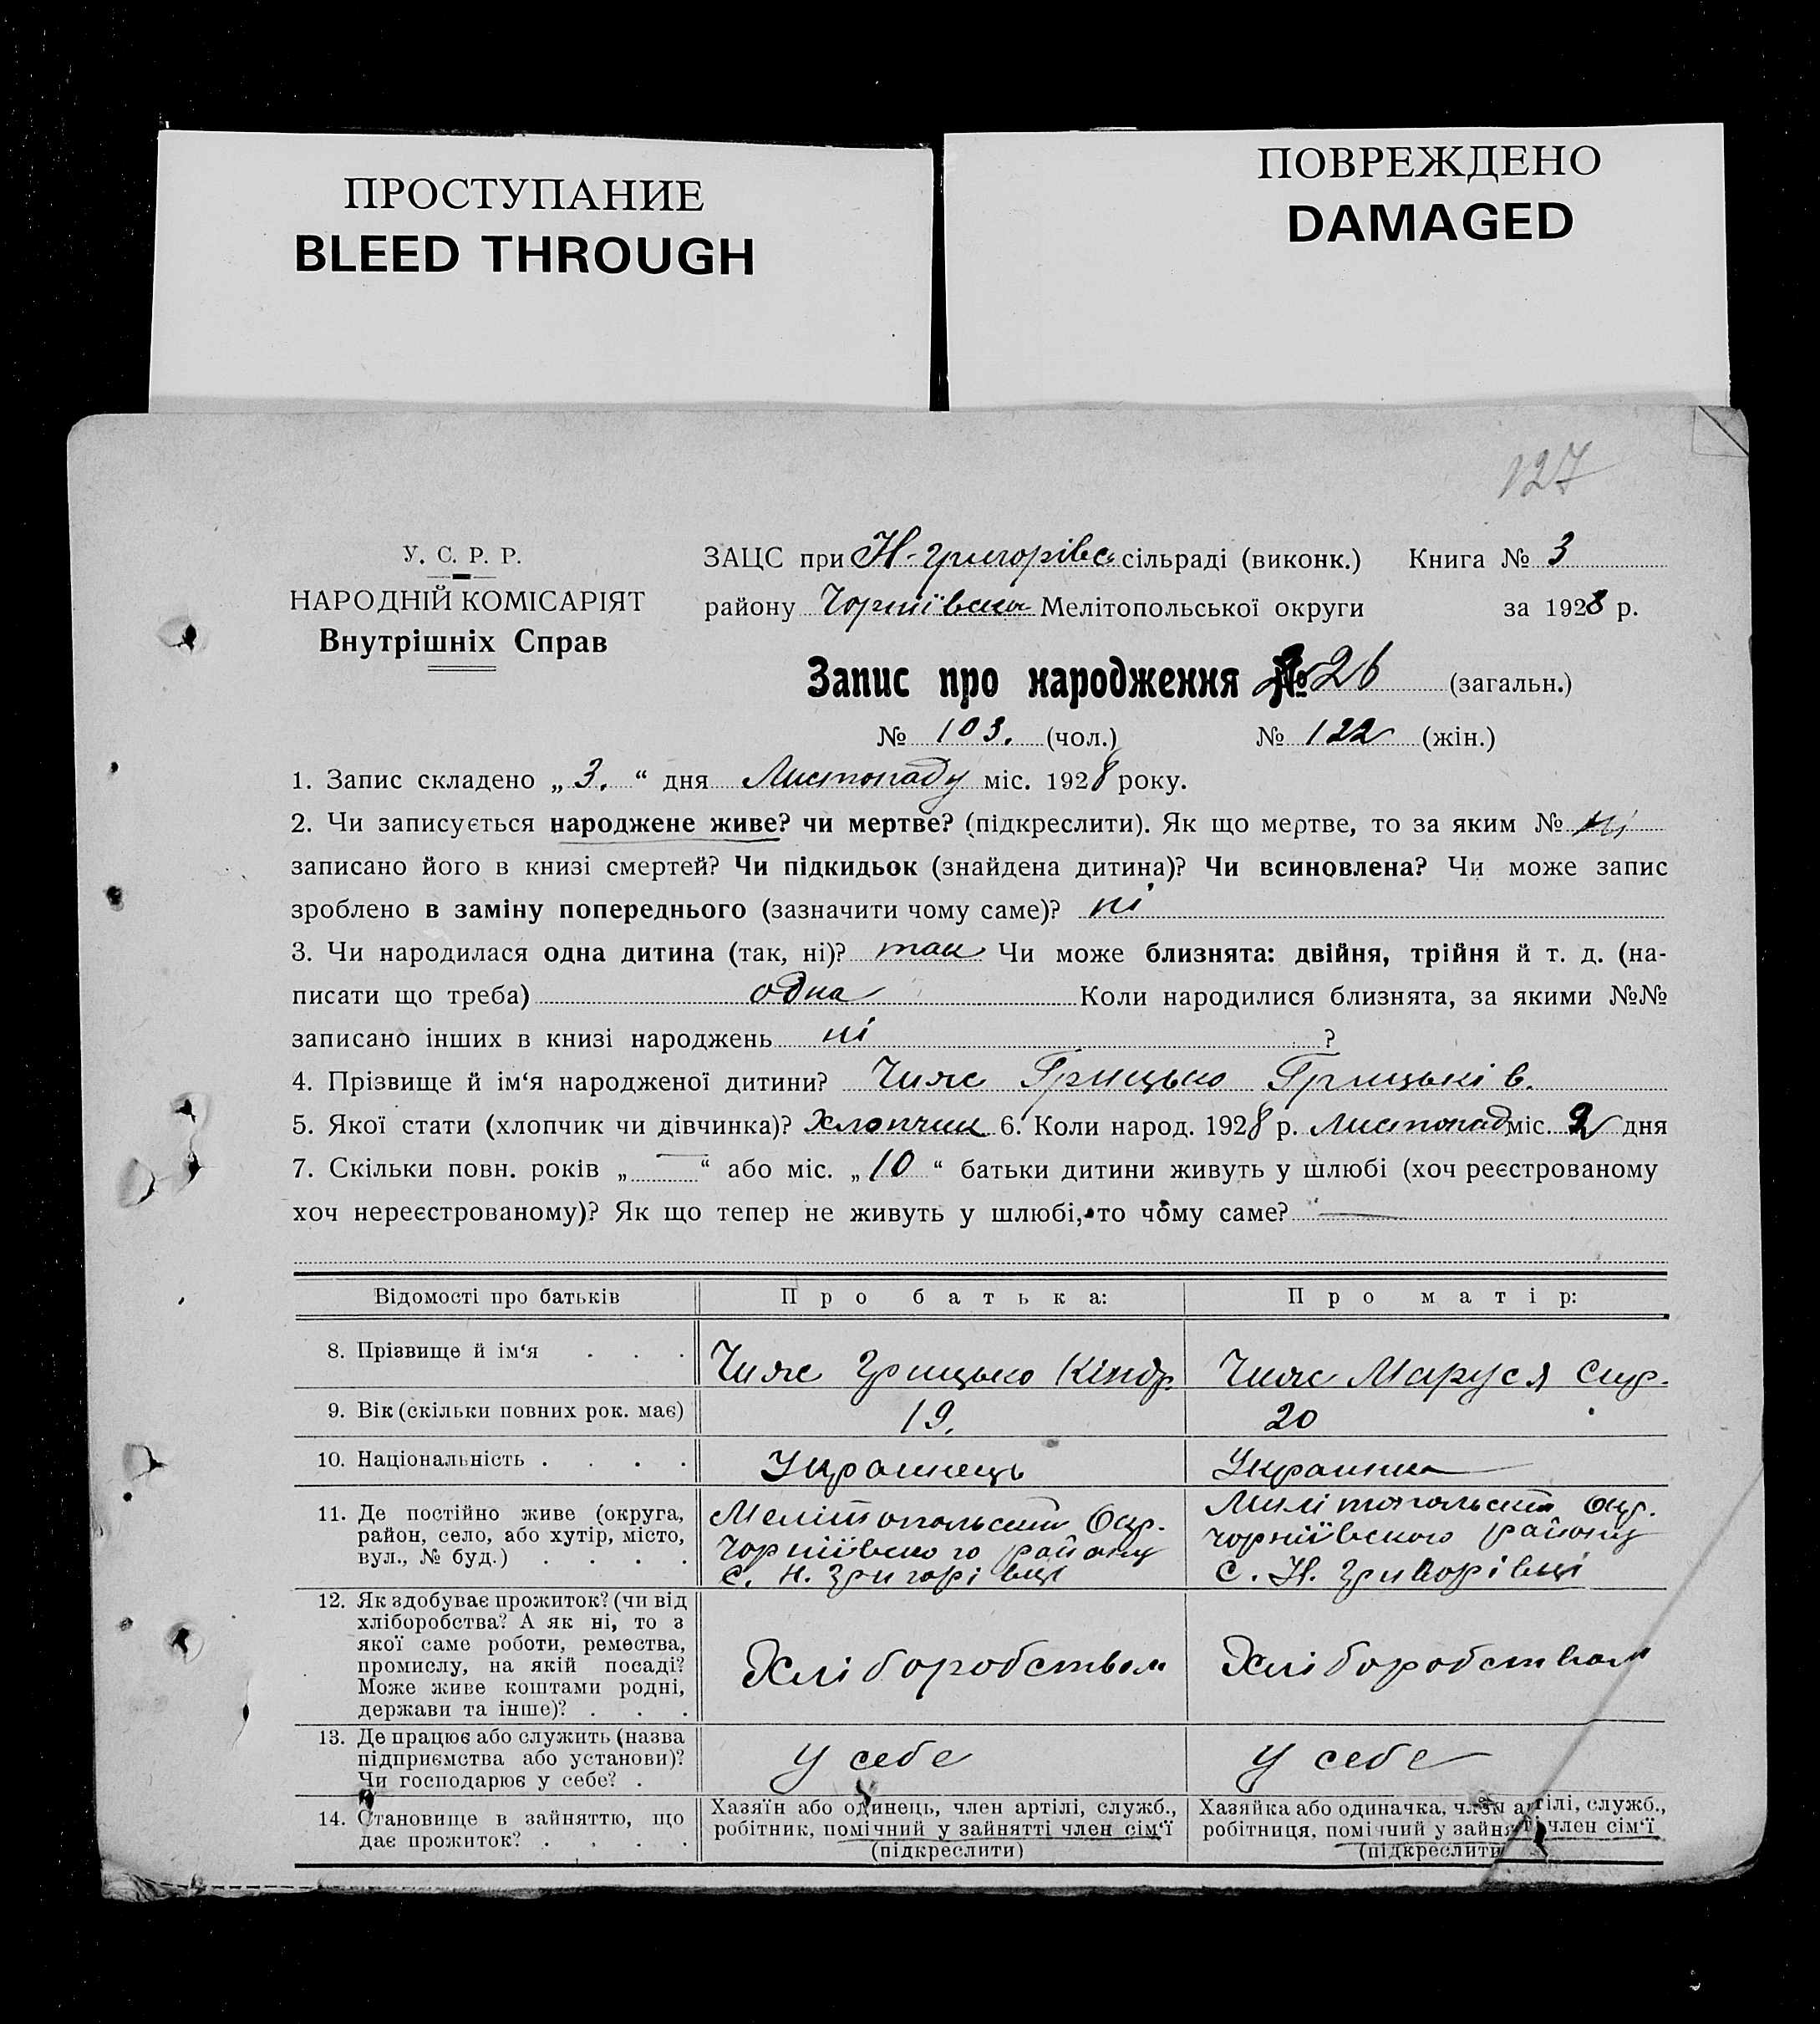 ПРОСТУПАНИЕ
BLEED THROUGH
ПОВРЕЖДЕНО
DAMAGED
127
У. С. Р. Р.
НАРОДНІЙ КОМІСАРІЯТ
Внутрішніх Справ
ЗАЦС при Н-Григорівс. сільраді (виконк.) Книга № 3
району Чорніївськ Мелітопольської округи за 1928 р.
Запис про народження № 226 (загальн.)
№ 103. (чол.) № 122 (жін.)
1. Запис складено „ 3. “ дня Листопаду міс. 1928 року.
2. Чи записується народжене живе? чи мертве? (підкреслити). Як що мертве, то за яким № ні
записано його в книзі смертей? Чи підкидьок (знайдена дитина)? Чи всиновлена? Чи може запис
зроблено в заміну попереднього (зазначити чому саме)? ні
3. Чи народилася одна дитина (так, ні)? так Чи може близнята: двійня, трійня й т. д. (на-
писати що треба) одна Коли народилися близнята, за якими №№
записано інших в книзі народжень ні ?
4. Прізвище й ім‘я народженої дитини? Чияс Грицько Грицьків.
5. Якої стати (хлопчик чи дівчинка)? Хлопчик 6. Коли народ. 1928 р. Листопад міс. 2 дня
7. Скільки повн. років „ — “ або міс. „ 10 “ батьки дитини живуть у шлюбі (хоч реєстрованому
хоч нереєстрованому)? Як що тепер не живуть у шлюбі, то чому саме? —
Відомості про батьків Про батька: Про матір:
8. Прізвище й ім‘я . . . Чияс Грицько Кіндр Чияс Маруся
9. Вік (скільки повних рок. має) 19. 20
10. Національність . . . . Украинець Украинка
11. Де постійно живе (округа,
район, село, або хутір, місто,
вул., № буд.) . . . .
Мелітопольськи Окр.
Чорніївського району
С. Н. Григорівці
Милітопольськи Окр.
Чорніївского району
С. Н. Григорівці
12. Як здобуває прожиток? (чи від
хліборобства? А як ні, то з
якої саме роботи, ремества,
промислу, на якій посаді?
Може живе коштами родні,
держави та інше)? . . .
Хліборобством
Хліборобством
13. Де працює або служить (назва
підприємства або установи)?
Чи господарює у себе? .
У себе
У себе
14. Становище в зайняттю, що
дає прожиток? . . . .
Хазяїн або одинець, член артілі, служб.,
робітник, помічний у зайнятті член сім‘ї
(підкреслити)
Хазяйка або одиначка, член артілі, служб.,
робітниця, помічний у зайнятті член сім‘ї
(підкреслити